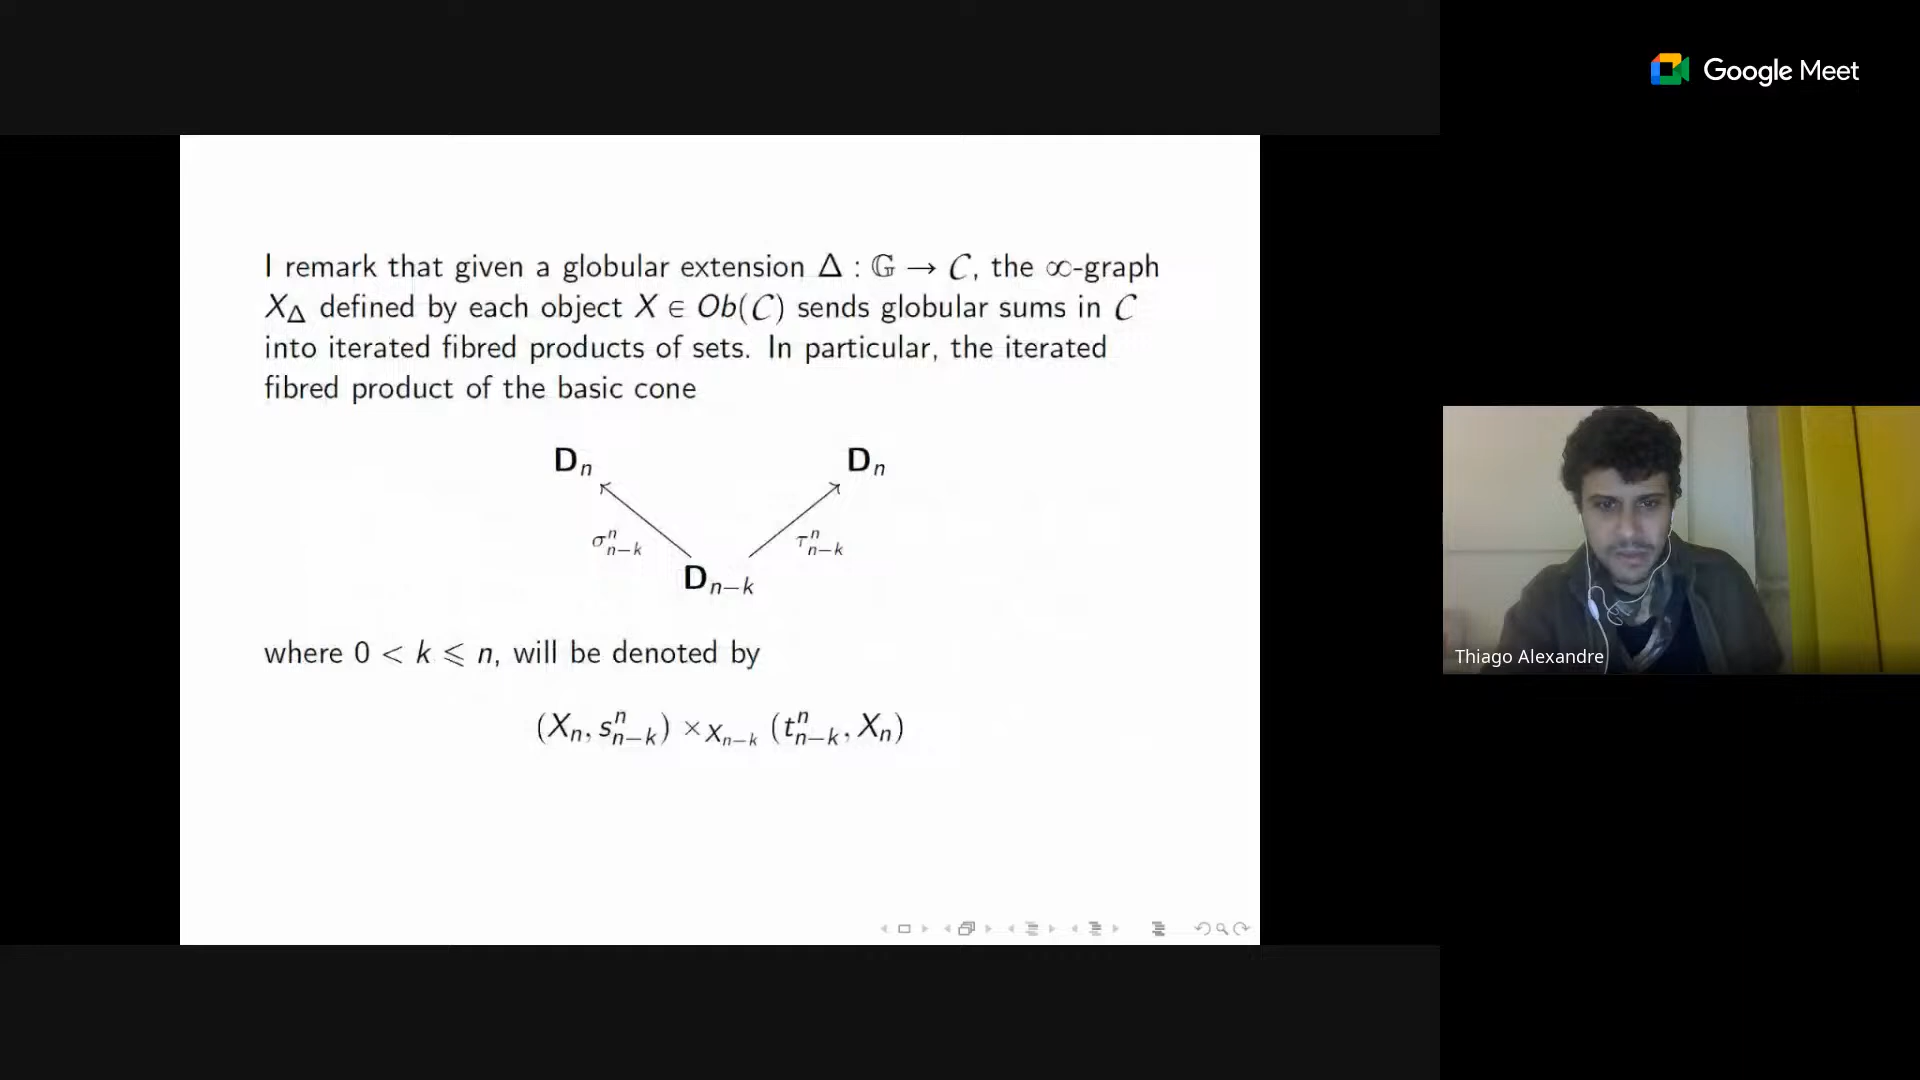 Google Meet
I remark that given a globular extension Δ : 𝔾 → 𝒞, the ∞-graph
X_Δ defined by each object X ∈ Ob(𝒞) sends globular sums in 𝒞
into iterated fibred products of sets. In particular, the iterated
fibred product of the basic cone
D_n D_n
σ^n_{n−k} τ^n_{n−k}
D_{n−k}
where 0 < k ⩽ n, will be denoted by
(X_n, s^n_{n−k}) ×_{X_{n−k}} (t^n_{n−k}, X_n)
Thiago Alexandre